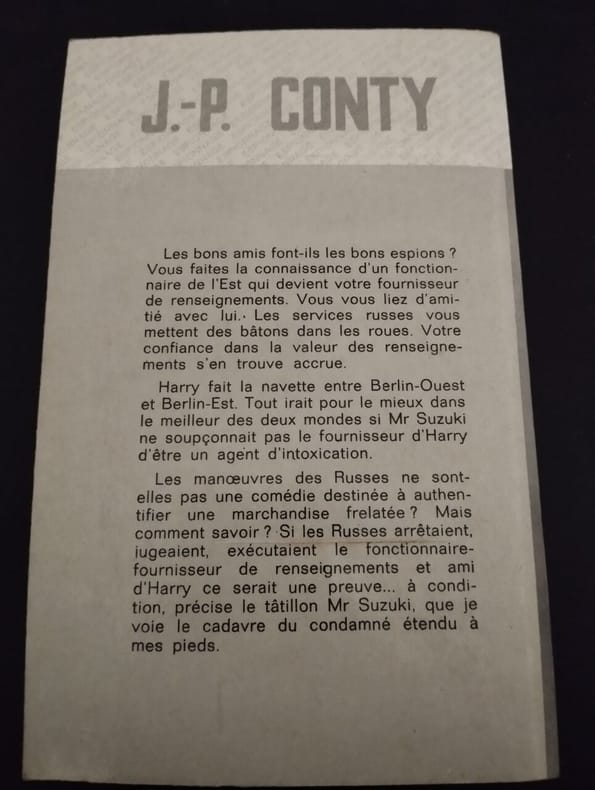 J.-P. CONTY
Les bons amis font-ils les bons espions ?
Vous faites la connaissance d'un fonction-
naire de l'Est qui devient votre fournisseur
de renseignements. Vous vous liez d'ami-
tié avec lui. Les services russes vous
mettent des bâtons dans les roues. Votre
confiance dans la valeur des renseigne-
ments s'en trouve accrue.
Harry fait la navette entre Berlin-Ouest
et Berlin-Est. Tout irait pour le mieux dans
le meilleur des deux mondes si Mr Suzuki
ne soupçonnait pas le fournisseur d'Harry
d'être un agent d'intoxication.
Les manœuvres des Russes ne sont-
elles pas une comédie destinée à authen-
tifier une marchandise frelatée ? Mais
comment savoir ? Si les Russes arrêtaient,
jugeaient, exécutaient le fonctionnaire-
fournisseur de renseignements et ami
d'Harry ce serait une preuve... à condi-
tion, précise le tâtillon Mr Suzuki, que je
voie le cadavre du condamné étendu à
mes pieds.